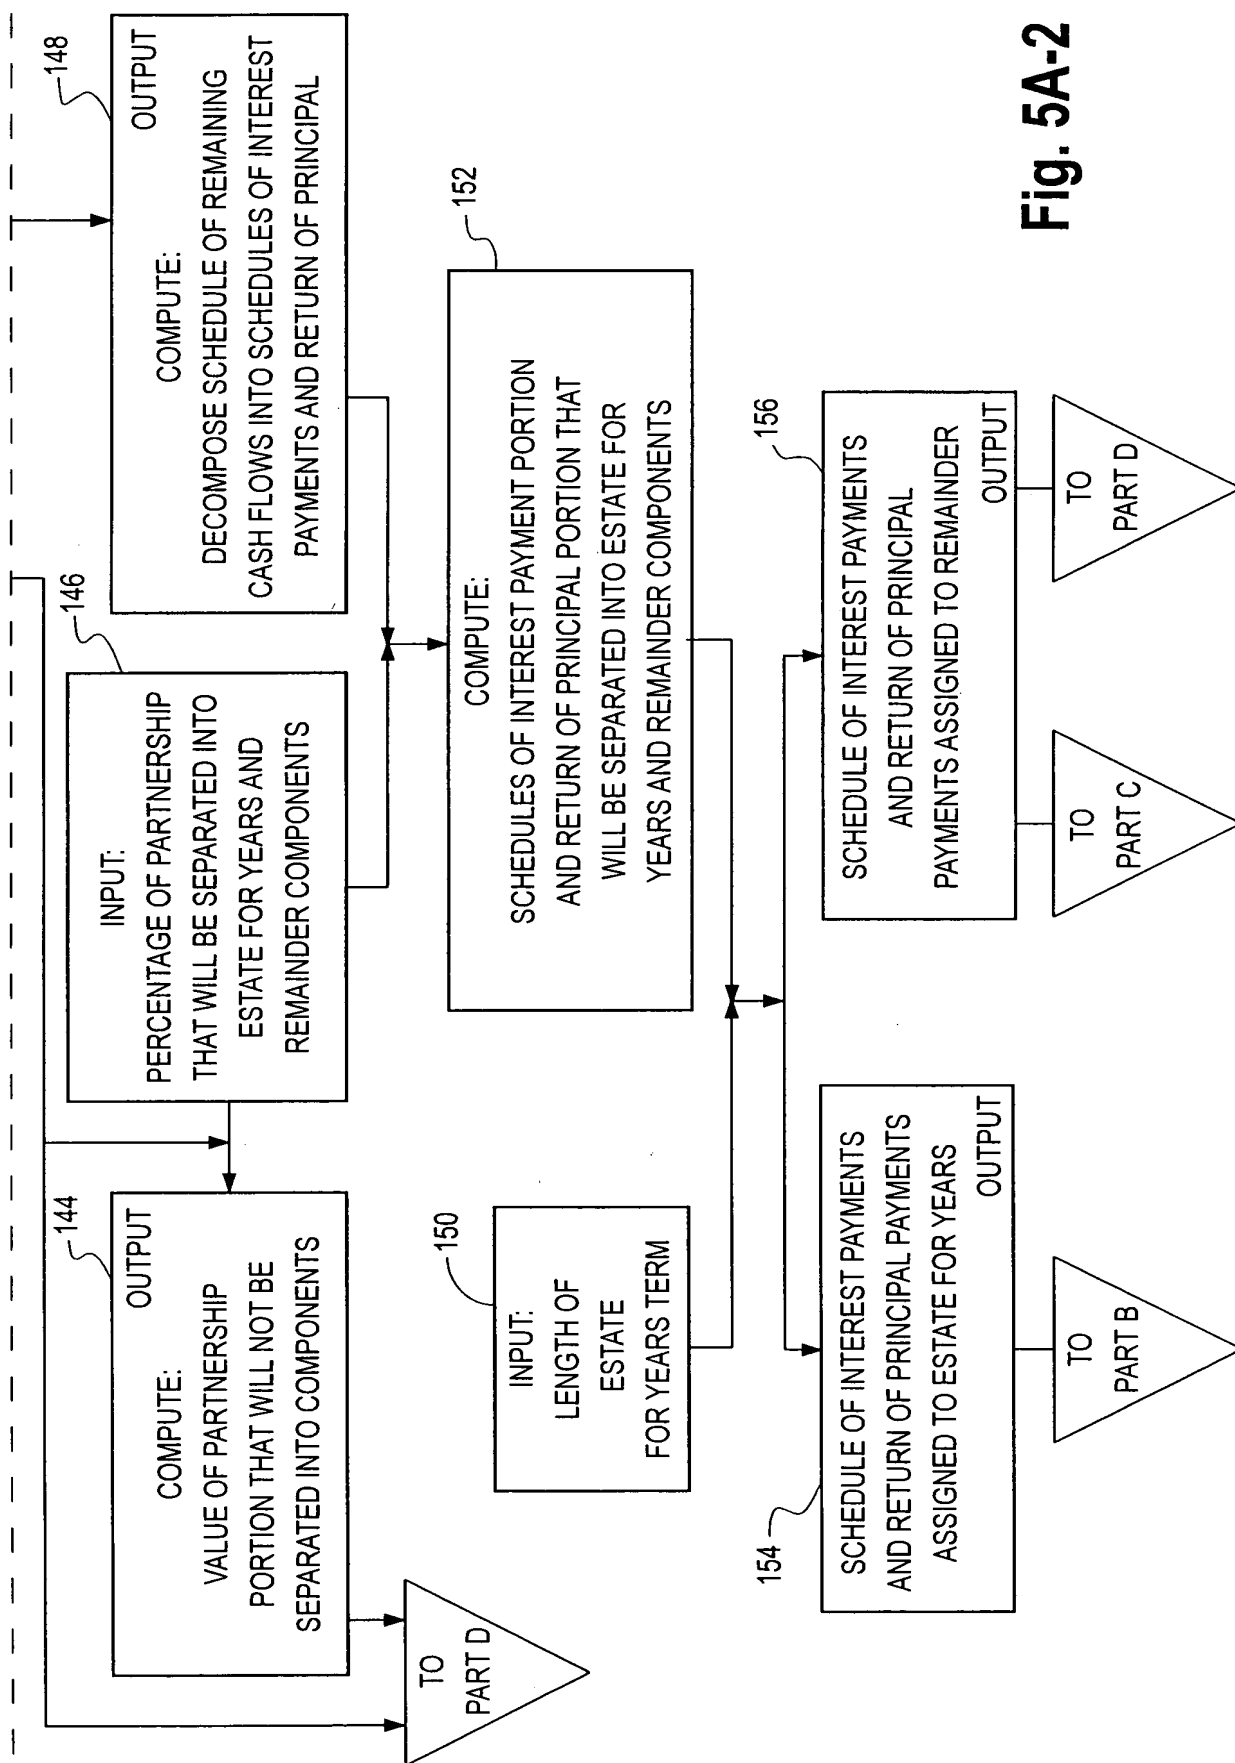 144
OUTPUT
COMPUTE:
VALUE OF PARTNERSHIP
PORTION THAT WILL NOT BE
SEPARATED INTO COMPONENTS
146
INPUT:
PERCENTAGE OF PARTNERSHIP
THAT WILL BE SEPARATED INTO
ESTATE FOR YEARS AND
REMAINDER COMPONENTS
148
OUTPUT
COMPUTE:
DECOMPOSE SCHEDULE OF REMAINING
CASH FLOWS INTO SCHEDULES OF INTEREST
PAYMENTS AND RETURN OF PRINCIPAL
TO
PART D
150
INPUT:
LENGTH OF
ESTATE
FOR YEARS TERM
152
COMPUTE:
SCHEDULES OF INTEREST PAYMENT PORTION
AND RETURN OF PRINCIPAL PORTION THAT
WILL BE SEPARATED INTO ESTATE FOR
YEARS AND REMAINDER COMPONENTS
154
SCHEDULE OF INTEREST PAYMENTS
AND RETURN OF PRINCIPAL PAYMENTS
ASSIGNED TO ESTATE FOR YEARS
OUTPUT
156
SCHEDULE OF INTEREST PAYMENTS
AND RETURN OF PRINCIPAL
PAYMENTS ASSIGNED TO REMAINDER
OUTPUT
TO
PART B
TO
PART C
TO
PART D
Fig. 5A-2